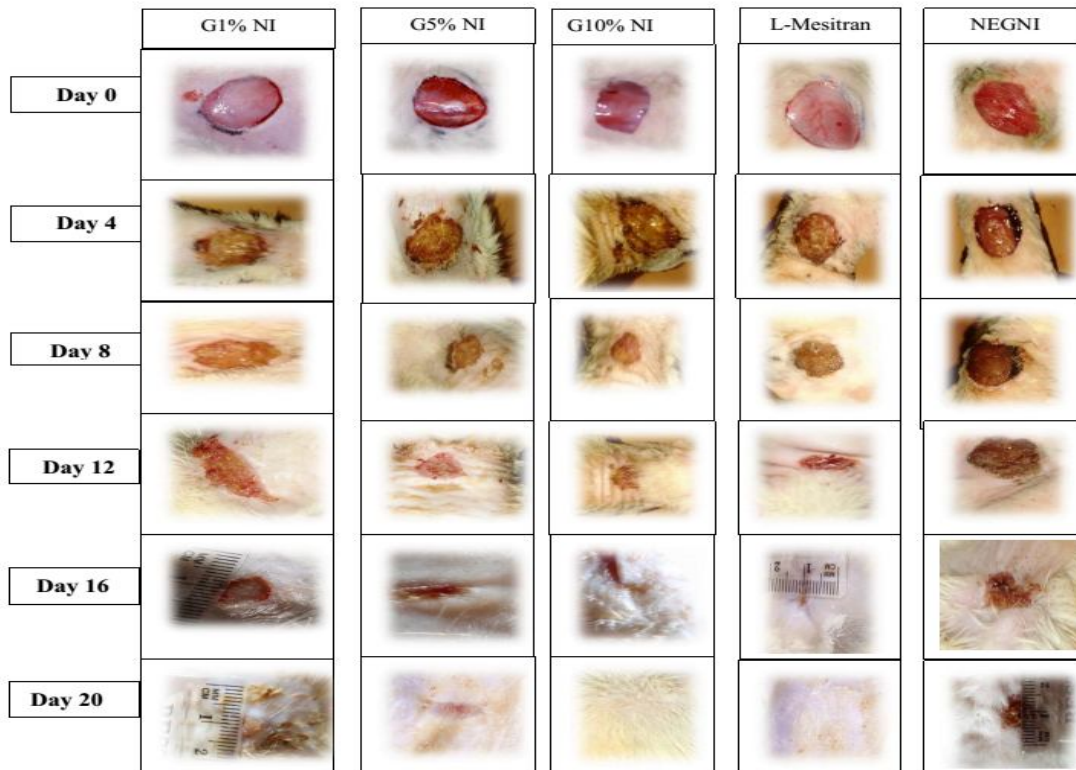 G1% NI G5% NI G10% NI L-Mesitran NEGNI
Day 0
Day 4
Day 8
Day 12
Day 16
Day 20